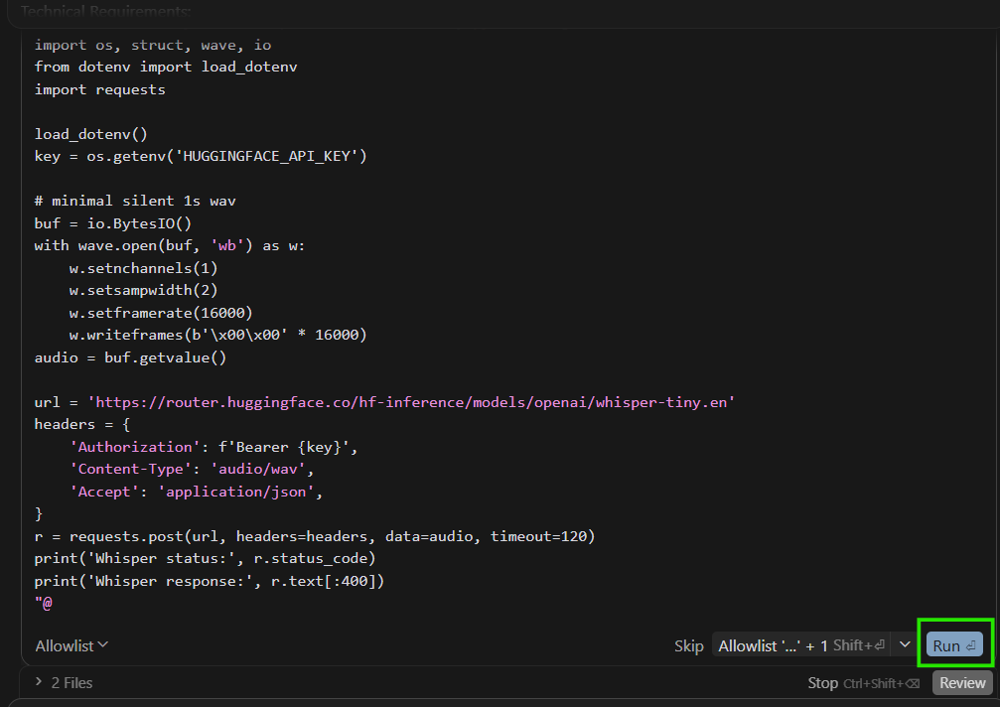 Technical Requirements:
import os, struct, wave, io
from dotenv import load_dotenv
import requests
load_dotenv()
key = os.getenv('HUGGINGFACE_API_KEY')
# minimal silent 1s wav
buf = io.BytesIO()
with wave.open(buf, 'wb') as w:
    w.setnchannels(1)
    w.setsampwidth(2)
    w.setframerate(16000)
    w.writeframes(b'\x00\x00' * 16000)
audio = buf.getvalue()
url = 'https://router.huggingface.co/hf-inference/models/openai/whisper-tiny.en'
headers = {
    'Authorization': f'Bearer {key}',
    'Content-Type': 'audio/wav',
    'Accept': 'application/json',
}
r = requests.post(url, headers=headers, data=audio, timeout=120)
print('Whisper status:', r.status_code)
print('Whisper response:', r.text[:400])
"@
Allowlist Skip Allowlist '...' + 1 Shift+⏎ Run ⏎
> 2 Files Stop Ctrl+Shift+⌫ Review